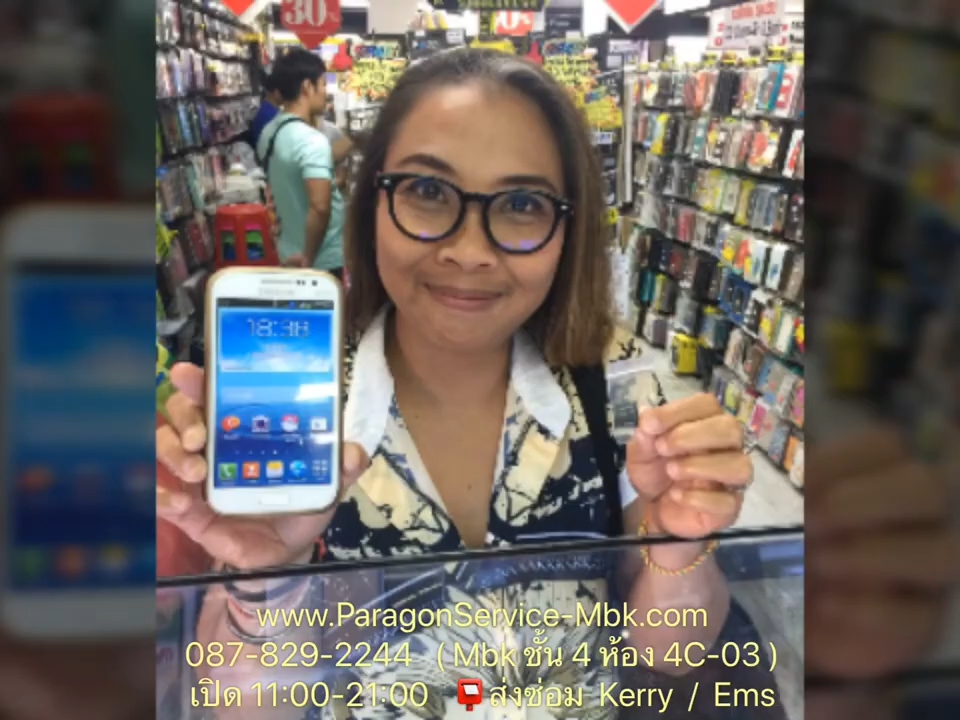 30%
18:38
www.ParagonService-Mbk.com
087-829-2244 (Mbk ชั้น 4 ห้อง 4C-03)
เปิด 11:00-21:00 📮ส่งซ่อม Kerry / Ems